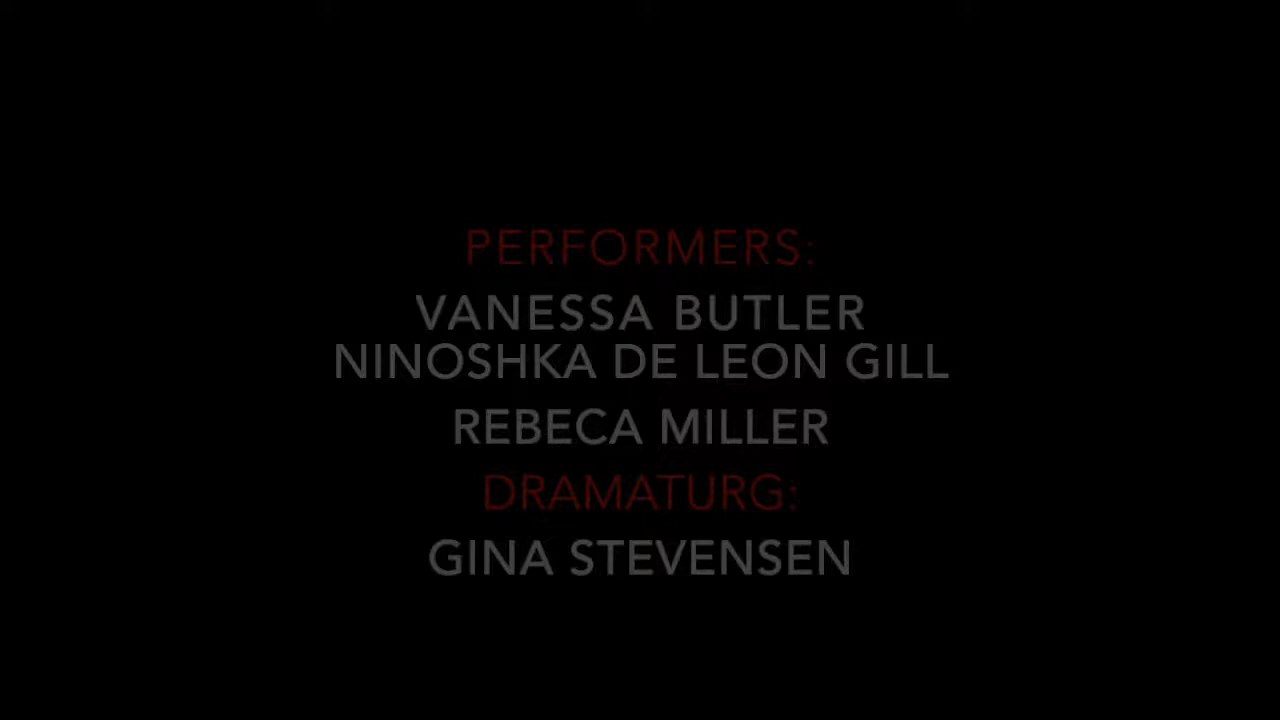 PERFORMERS:
VANESSA BUTLER
NINOSHKA DE LEON GILL
REBECA MILLER
DRAMATURG:
GINA STEVENSEN